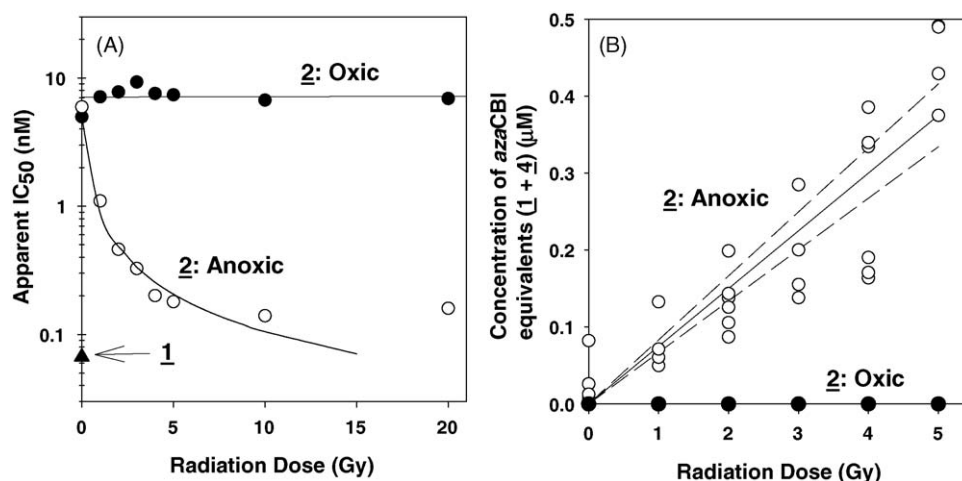 (A)
2: Oxic
2: Anoxic
1
Apparent IC50 (nM)
10
1
0.1
0
5
10
15
20
Radiation Dose (Gy)
(B)
2: Anoxic
2: Oxic
Concentration of azaCBI
equivalents (1 + 4) (μM)
0.5
0.4
0.3
0.2
0.1
0.0
0
1
2
3
4
5
Radiation Dose (Gy)